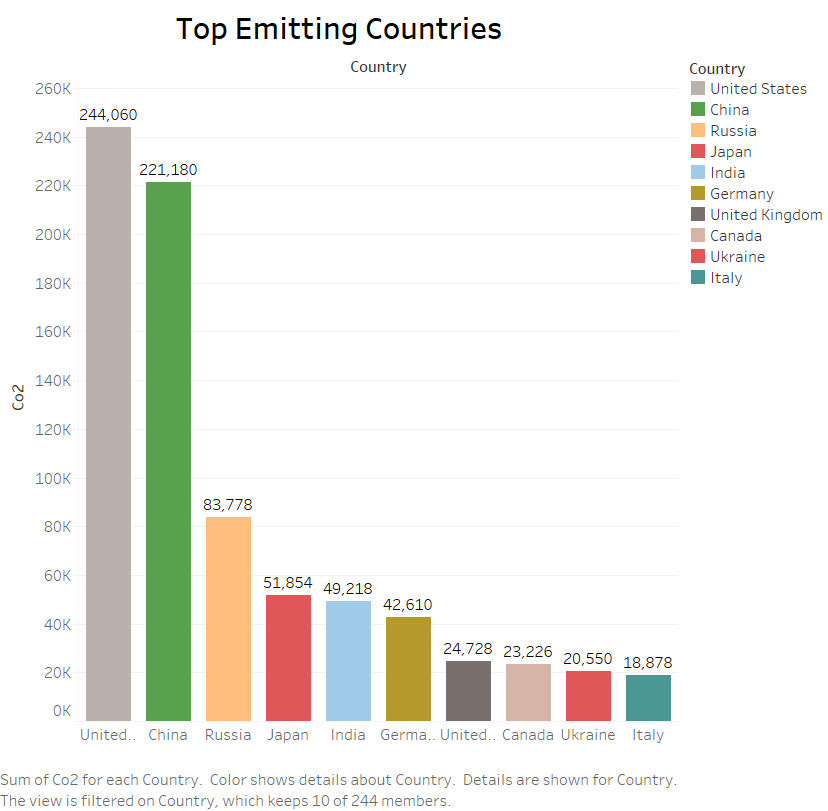 Top Emitting Countries
Country
Country
United States
China
Russia
Japan
India
Germany
United Kingdom
Canada
Ukraine
Italy
Co2
260K
240K
220K
200K
180K
160K
140K
120K
100K
80K
60K
40K
20K
0K
244,060
221,180
83,778
51,854
49,218
42,610
24,728
23,226
20,550
18,878
United.. China Russia Japan India Germa.. United.. Canada Ukraine Italy
Sum of Co2 for each Country. Color shows details about Country. Details are shown for Country.
The view is filtered on Country, which keeps 10 of 244 members.